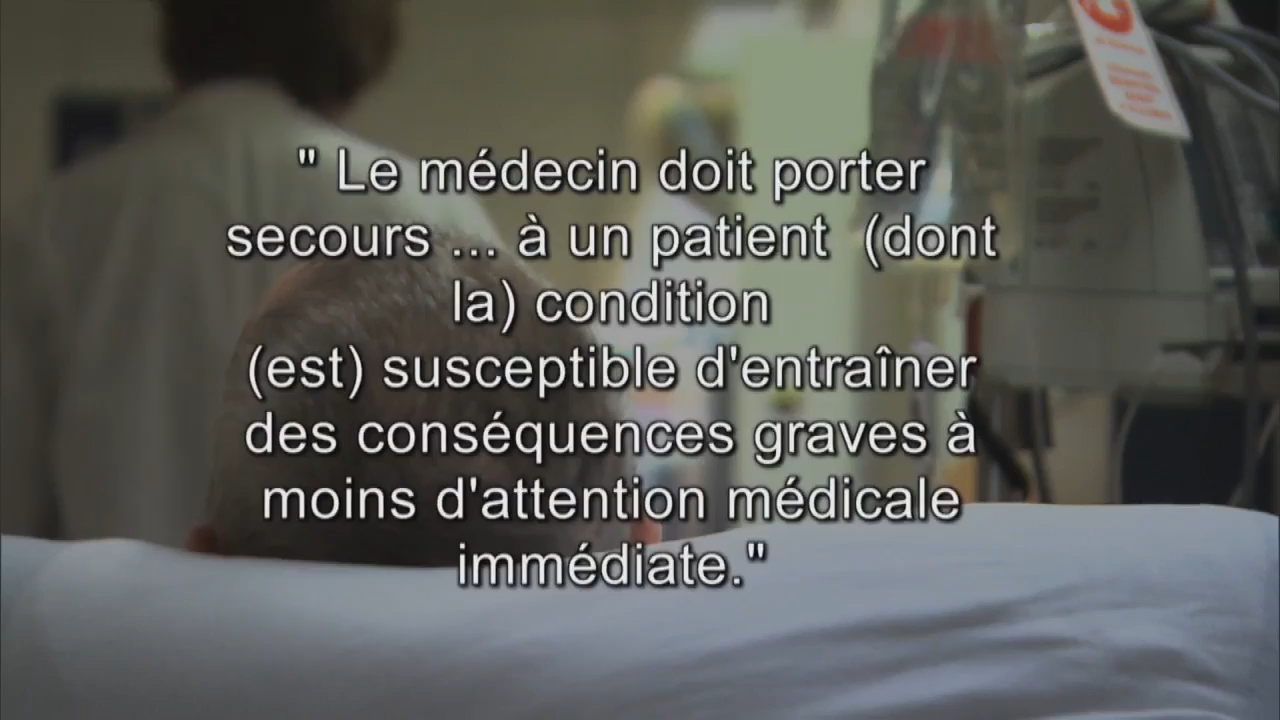 " Le médecin doit porter
secours ... à un patient  (dont
la) condition
(est) susceptible d'entraîner
des conséquences graves à
moins d'attention médicale
immédiate."